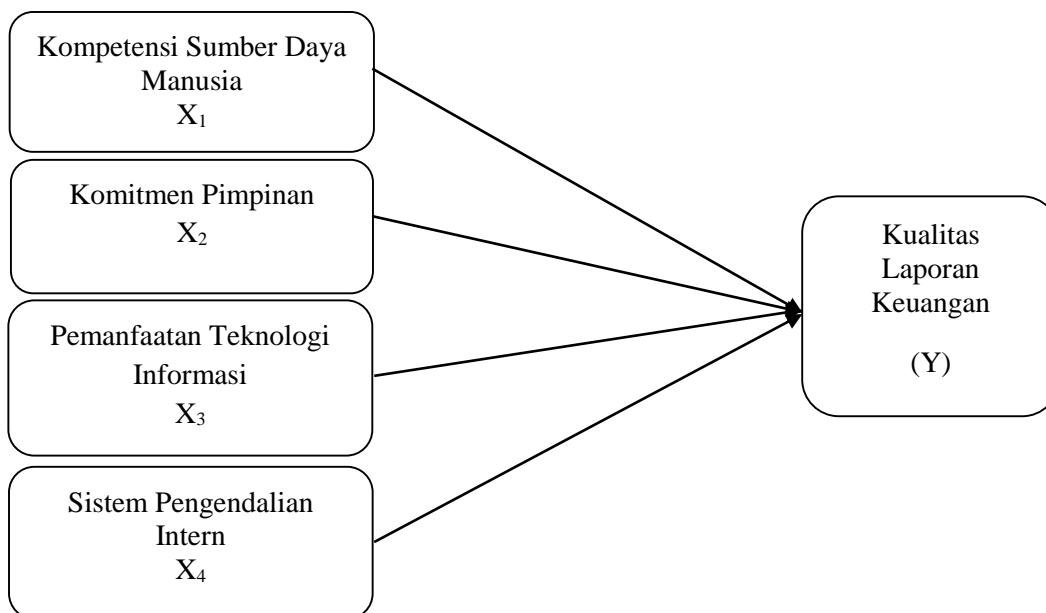 Kompetensi Sumber Daya
Manusia
X₁
Komitmen Pimpinan
X₂
Pemanfaatan Teknologi
Informasi
X₃
Sistem Pengendalian
Intern
X₄
Kualitas
Laporan
Keuangan
(Y)